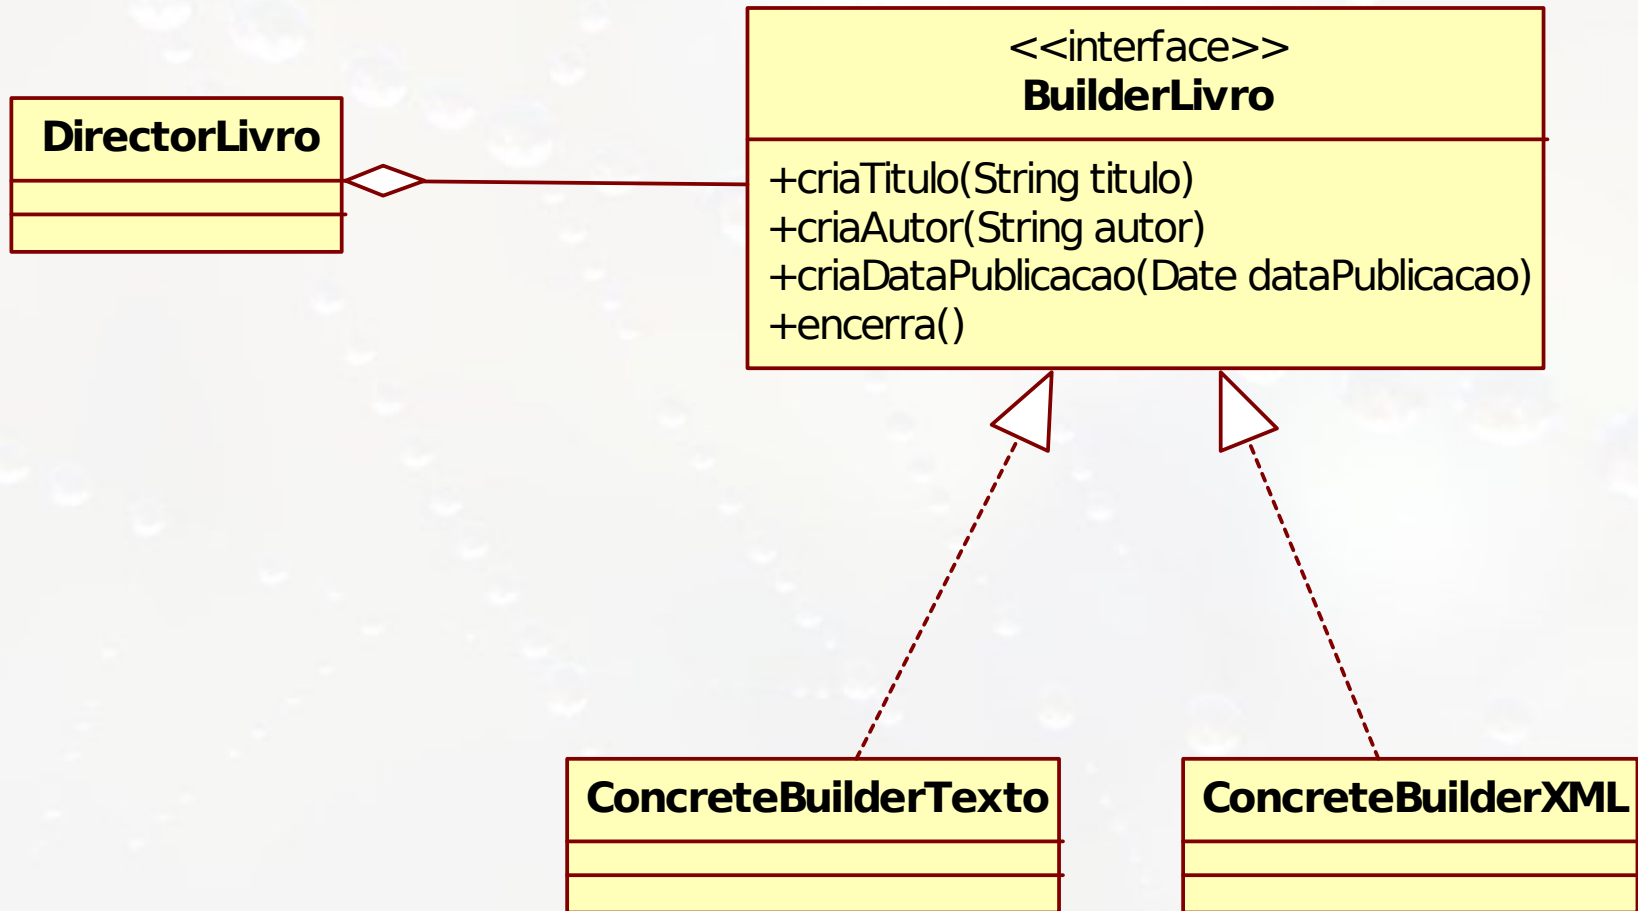 DirectorLivro
<<interface>>
BuilderLivro
+criaTitulo(String titulo)
+criaAutor(String autor)
+criaDataPublicacao(Date dataPublicacao)
+encerra()
ConcreteBuilderTexto
ConcreteBuilderXML